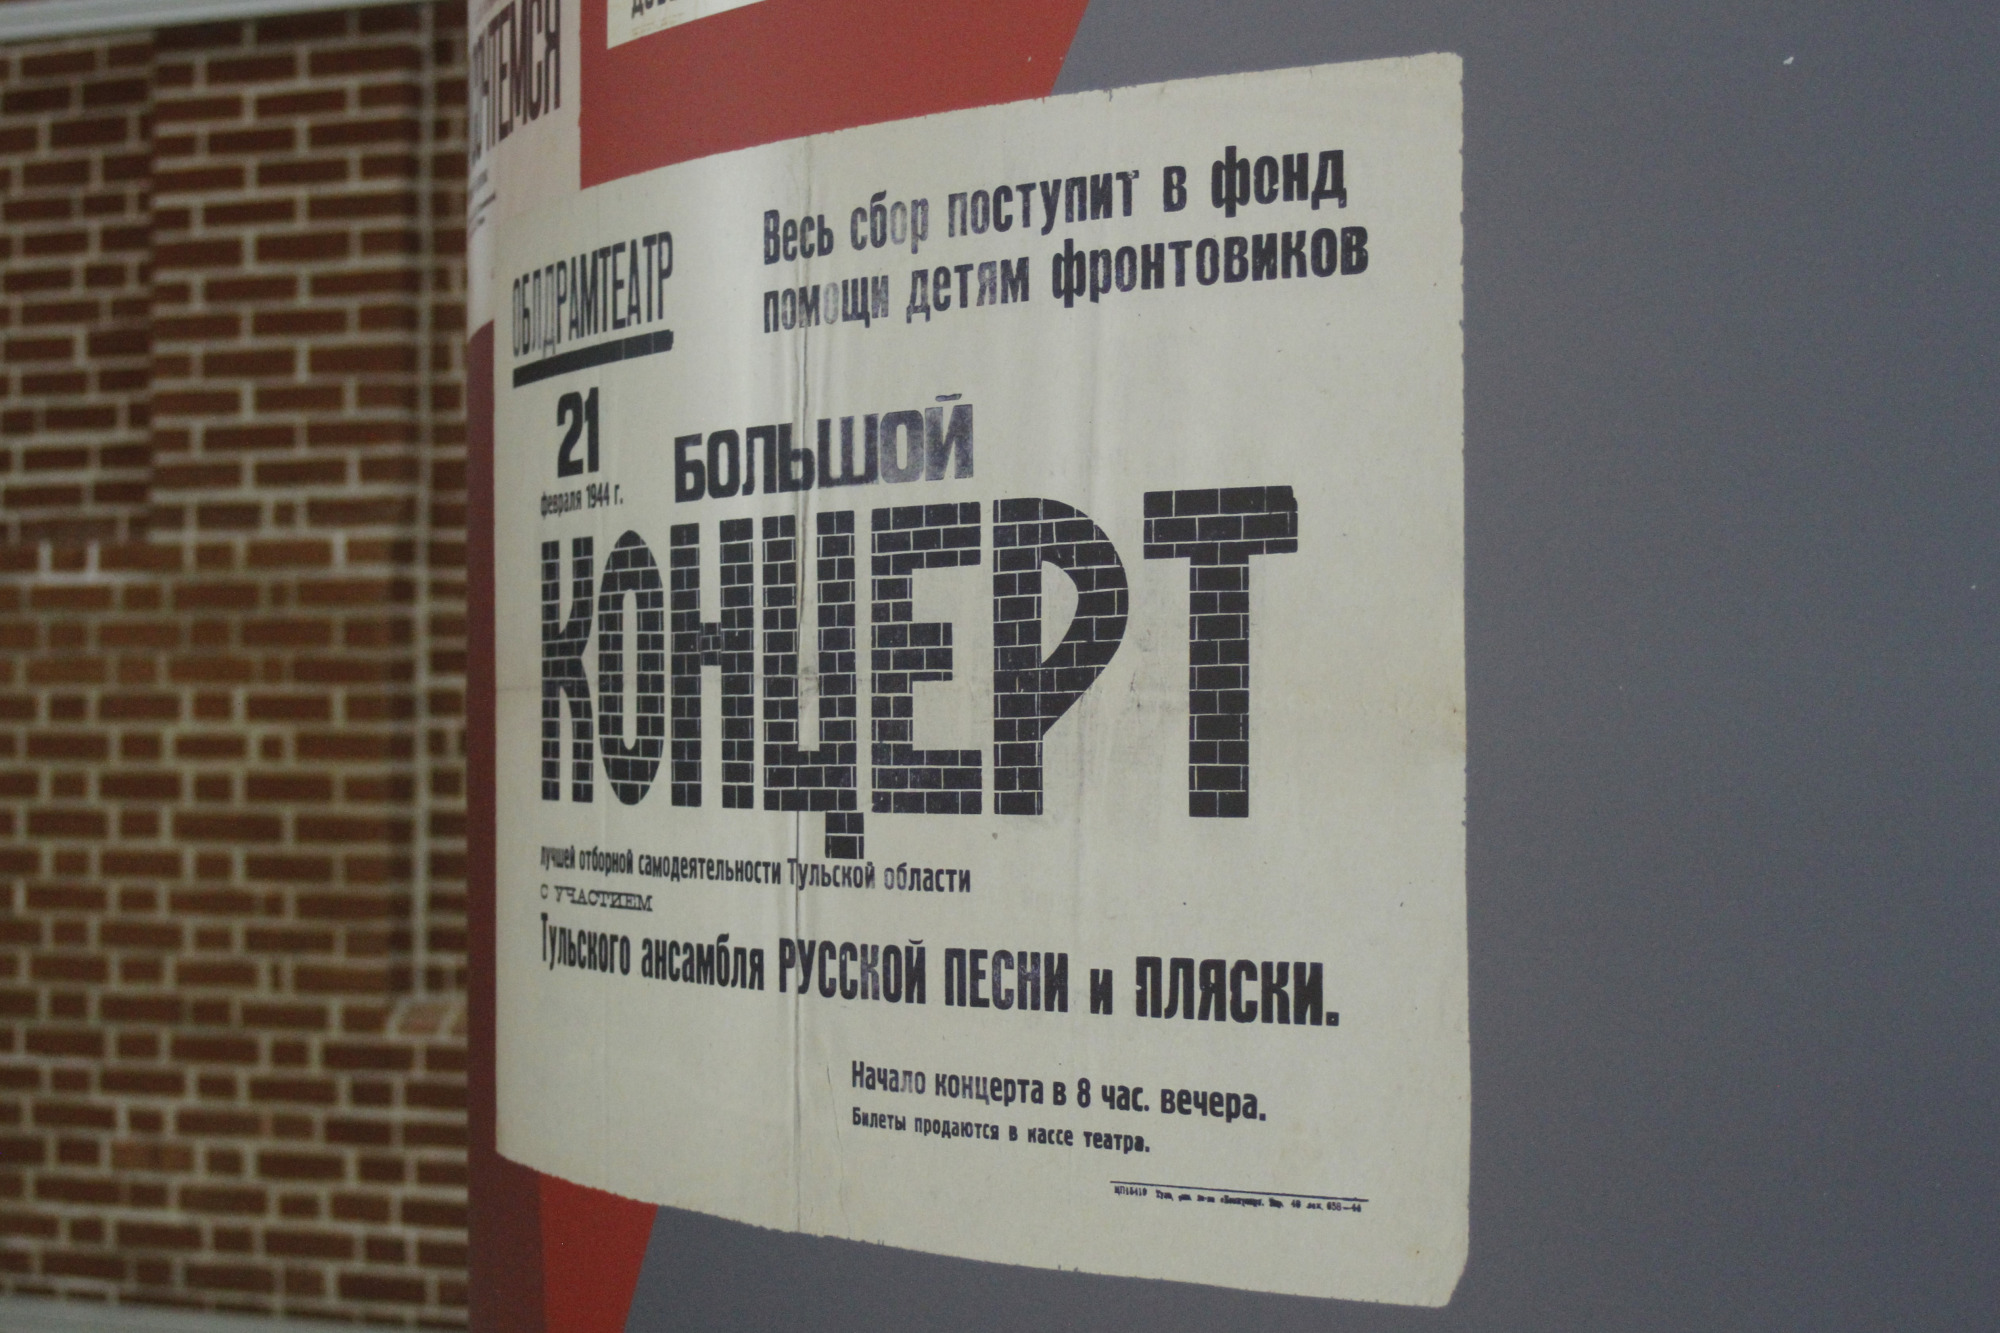 ОБЛДРАМТЕАТР
Весь сбор поступит в фонд
помощи детям фронтовиков
21
февраля 1944 г.
БОЛЬШОЙ
КОНЦЕРТ
лучшей отборной самодеятельности Тульской области
С УЧАСТИЕМ
Тульского ансамбля РУССКОЙ ПЕСНИ и ПЛЯСКИ.
Начало концерта в 8 час. вечера.
Билеты продаются в кассе театра.